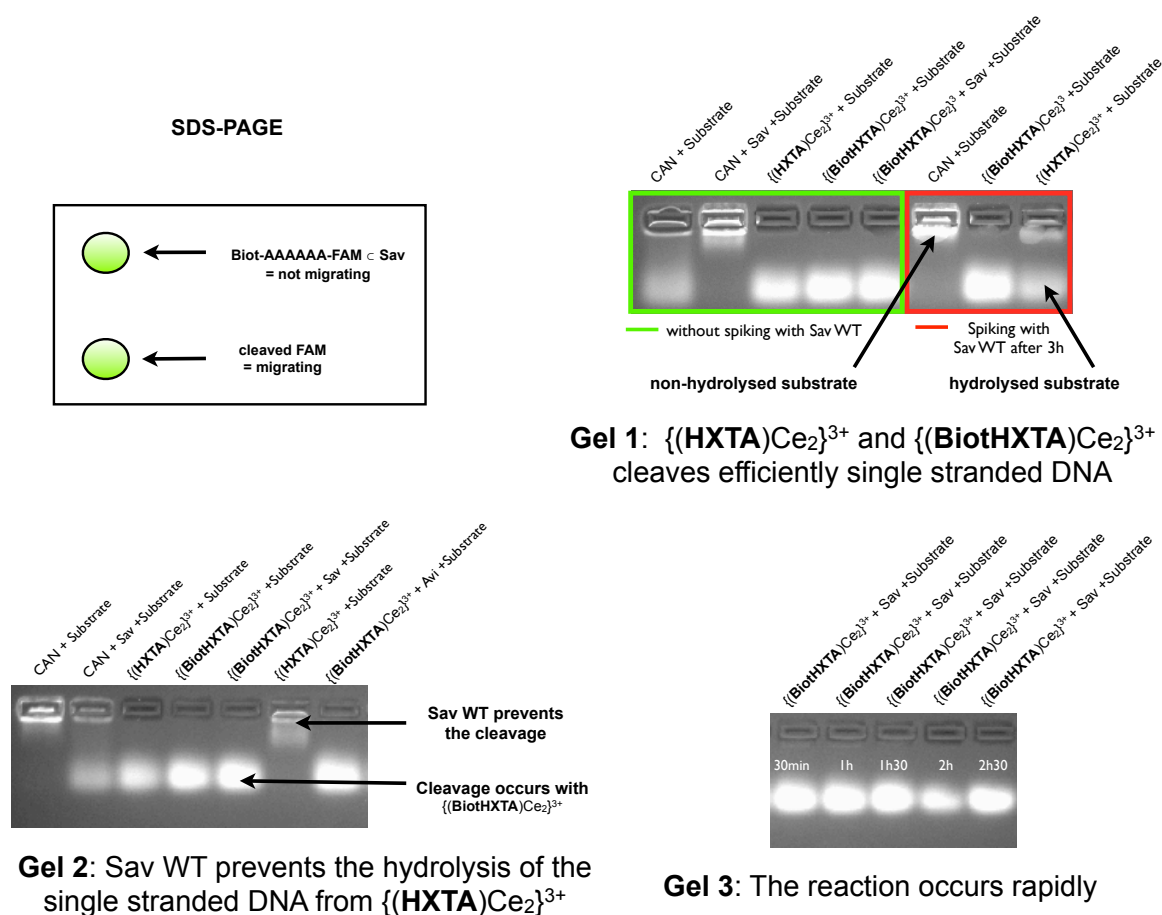 SDS-PAGE
Biot-AAAAAA-FAM ⊂ Sav
= not migrating
cleaved FAM
= migrating
CAN + Substrate
CAN + Sav +Substrate
{(HXTA)Ce₂}³⁺ + Substrate
{(BiotHXTA)Ce₂}³⁺ +Substrate
{(BiotHXTA)Ce₂}³ + Sav +Substrate
CAN +Substrate
{(BiotHXTA)Ce₂}³ +Substrate
{(HXTA)Ce₂}³⁺ + Substrate
without spiking with Sav WT
Spiking with
Sav WT after 3h
non-hydrolysed substrate
hydrolysed substrate
Gel 1: {(HXTA)Ce₂}³⁺ and {(BiotHXTA)Ce₂}³⁺
cleaves efficiently single stranded DNA
CAN + Substrate
CAN + Sav +Substrate
{(HXTA)Ce₂}³⁺ + Substrate
{(BiotHXTA)Ce₂}³⁺ +Substrate
{(BiotHXTA)Ce₂}³⁺ + Sav +Substrate
{(HXTA)Ce₂}³⁺ +Substrate
{(BiotHXTA)Ce₂}³⁺ + Avi +Substrate
Sav WT prevents
the cleavage
Cleavage occurs with
{(BiotHXTA)Ce₂}³⁺
Gel 2: Sav WT prevents the hydrolysis of the
single stranded DNA from {(HXTA)Ce₂}³⁺
{(BiotHXTA)Ce₂}³⁺ + Sav +Substrate
{(BiotHXTA)Ce₂}³⁺ + Sav +Substrate
{(BiotHXTA)Ce₂}³⁺ + Sav +Substrate
{(BiotHXTA)Ce₂}³⁺ + Sav +Substrate
{(BiotHXTA)Ce₂}³⁺ + Sav +Substrate
30min
1h
1h30
2h
2h30
Gel 3: The reaction occurs rapidly